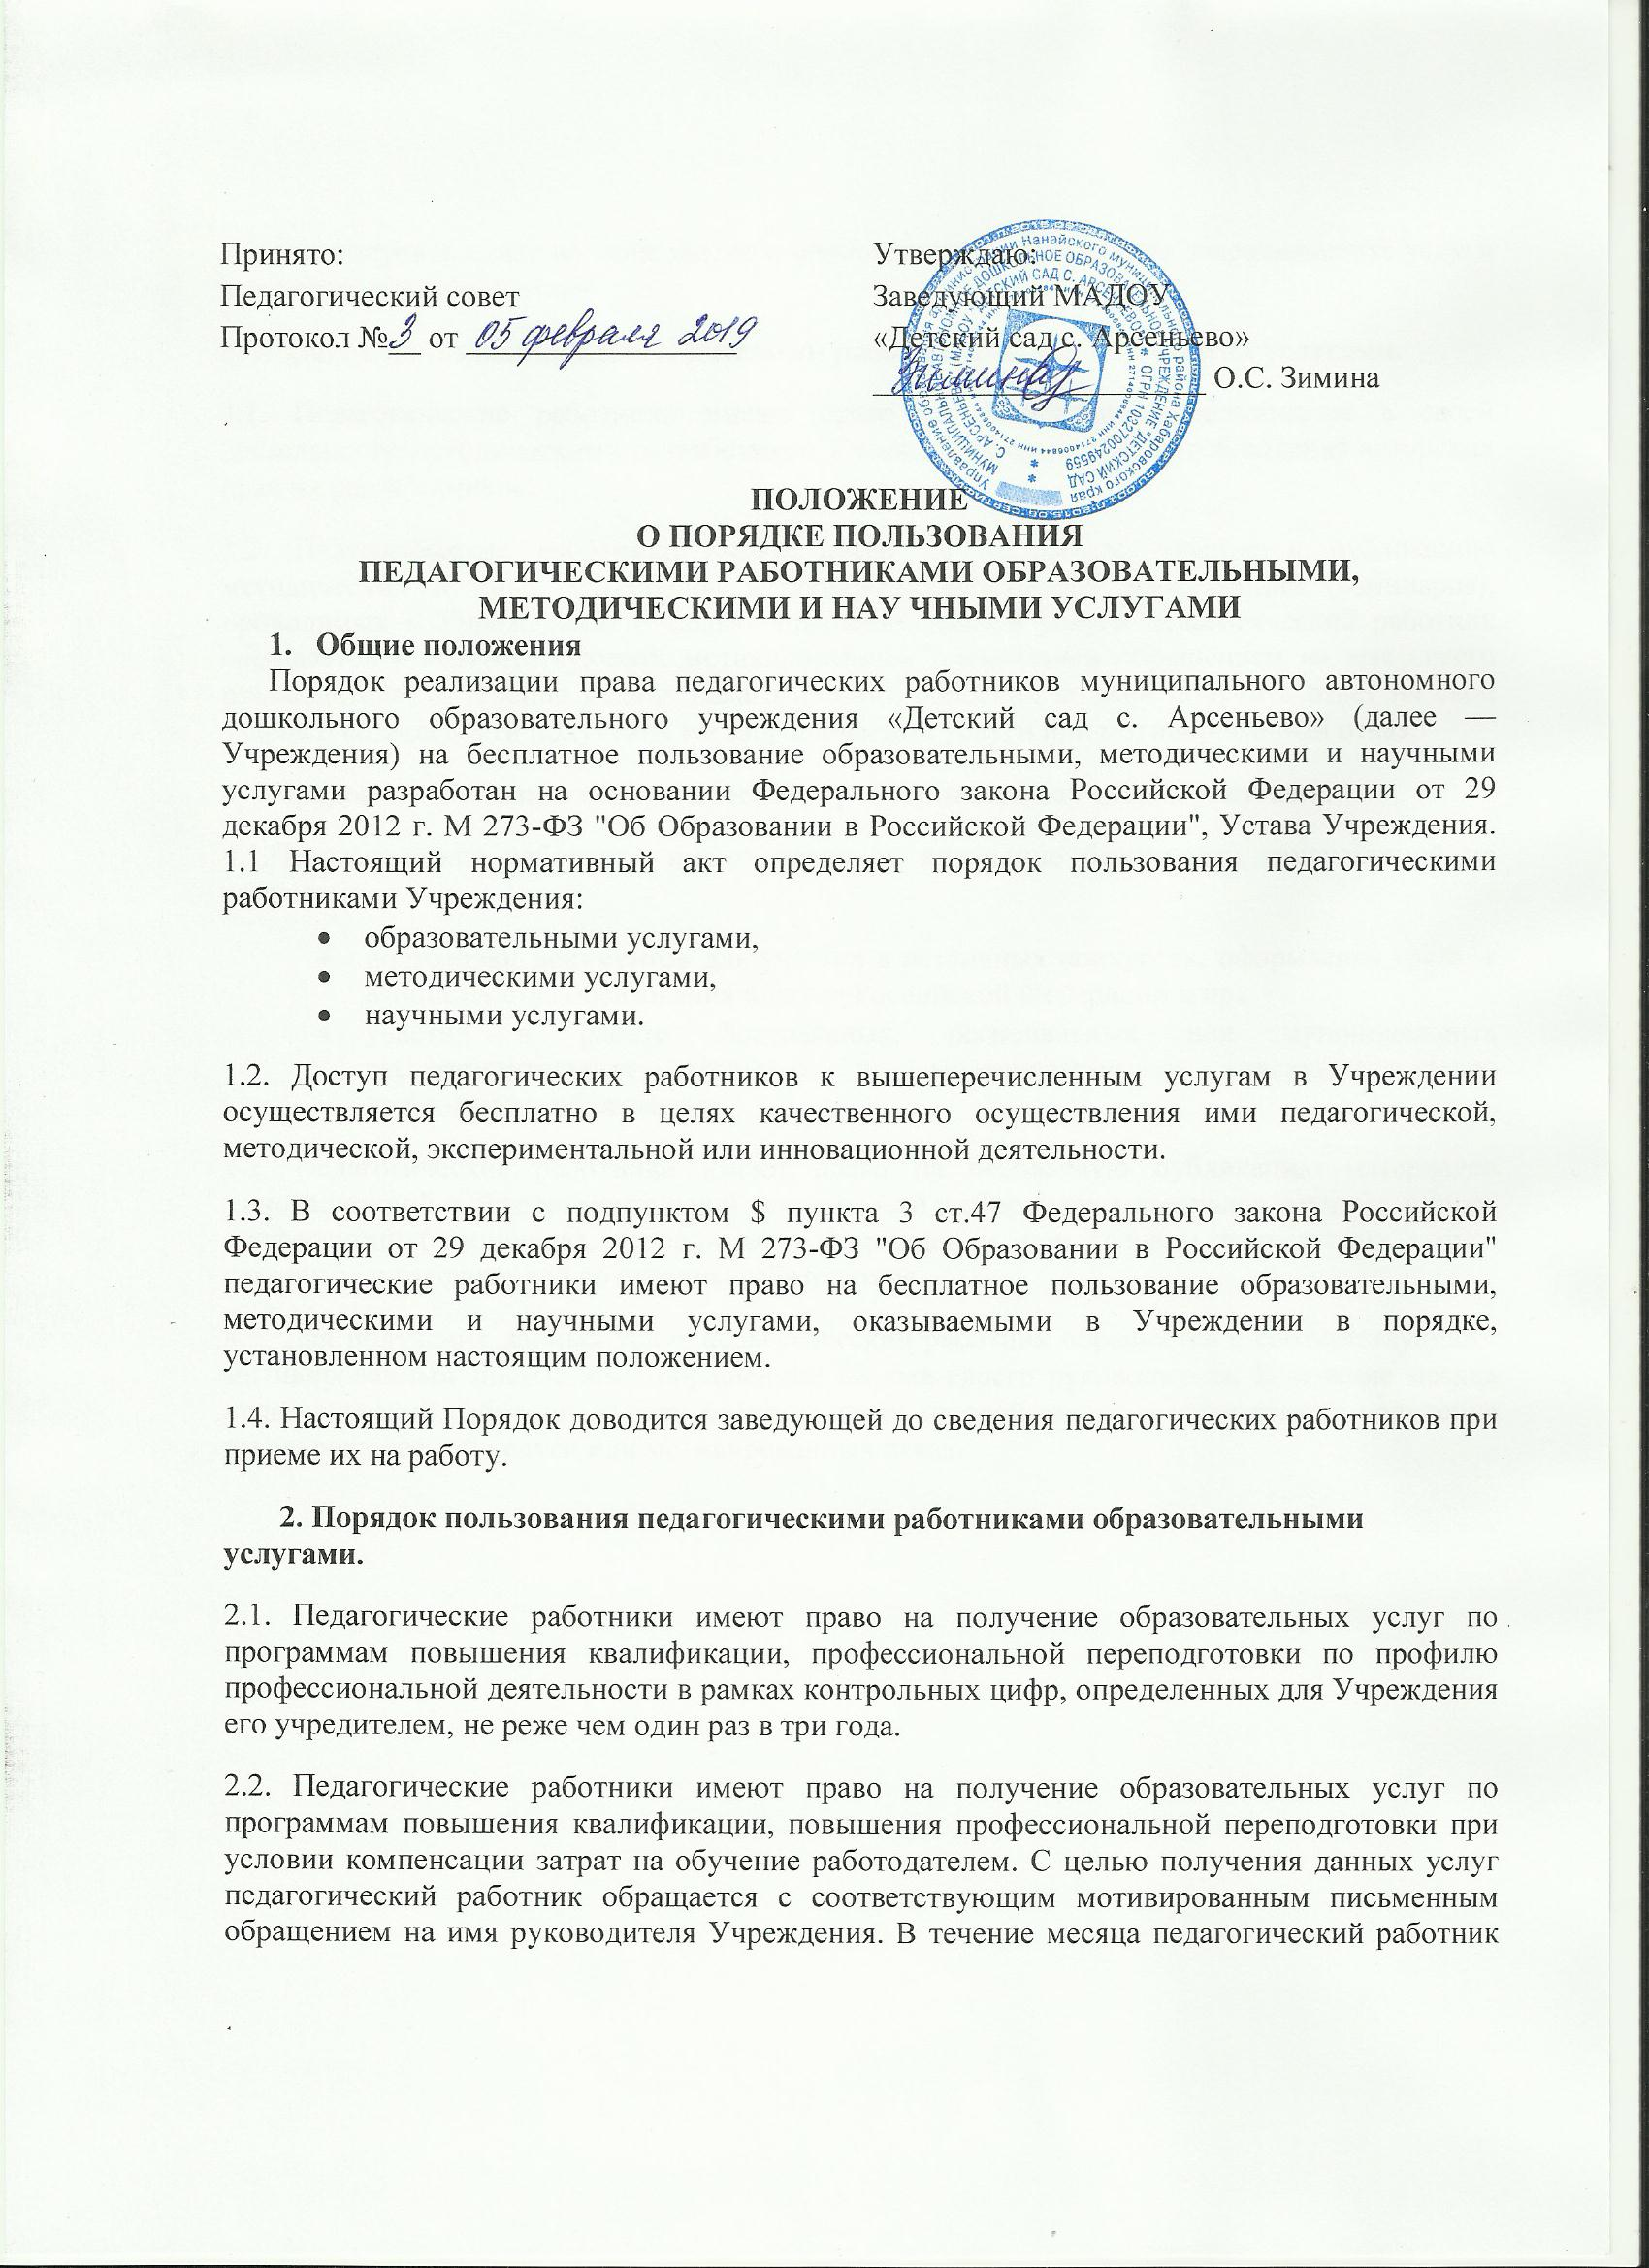 Принято:
Педагогический совет
Протокол №3 от 05 февраля 2019
Утверждаю:
Заведующий МАДОУ
«Детский сад с. Арсеньево»
О.С. Зимина
ПОЛОЖЕНИЕ
О ПОРЯДКЕ ПОЛЬЗОВАНИЯ
ПЕДАГОГИЧЕСКИМИ РАБОТНИКАМИ ОБРАЗОВАТЕЛЬНЫМИ,
МЕТОДИЧЕСКИМИ И НАУ ЧНЫМИ УСЛУГАМИ
1. Общие положения
Порядок реализации права педагогических работников муниципального автономного
дошкольного образовательного учреждения «Детский сад с. Арсеньево» (далее —
Учреждения) на бесплатное пользование образовательными, методическими и научными
услугами разработан на основании Федерального закона Российской Федерации от 29
декабря 2012 г. М 273-ФЗ "Об Образовании в Российской Федерации", Устава Учреждения.
1.1 Настоящий нормативный акт определяет порядок пользования педагогическими
работниками Учреждения:
• образовательными услугами,
• методическими услугами,
• научными услугами.
1.2. Доступ педагогических работников к вышеперечисленным услугам в Учреждении
осуществляется бесплатно в целях качественного осуществления ими педагогической,
методической, экспериментальной или инновационной деятельности.
1.3. В соответствии с подпунктом $ пункта 3 ст.47 Федерального закона Российской
Федерации от 29 декабря 2012 г. М 273-ФЗ "Об Образовании в Российской Федерации"
педагогические работники имеют право на бесплатное пользование образовательными,
методическими и научными услугами, оказываемыми в Учреждении в порядке,
установленном настоящим положением.
1.4. Настоящий Порядок доводится заведующей до сведения педагогических работников при
приеме их на работу.
2. Порядок пользования педагогическими работниками образовательными
услугами.
2.1. Педагогические работники имеют право на получение образовательных услуг по
программам повышения квалификации, профессиональной переподготовки по профилю
профессиональной деятельности в рамках контрольных цифр, определенных для Учреждения
его учредителем, не реже чем один раз в три года.
2.2. Педагогические работники имеют право на получение образовательных услуг по
программам повышения квалификации, повышения профессиональной переподготовки при
условии компенсации затрат на обучение работодателем. С целью получения данных услуг
педагогический работник обращается с соответствующим мотивированным письменным
обращением на имя руководителя Учреждения. В течение месяца педагогический работник